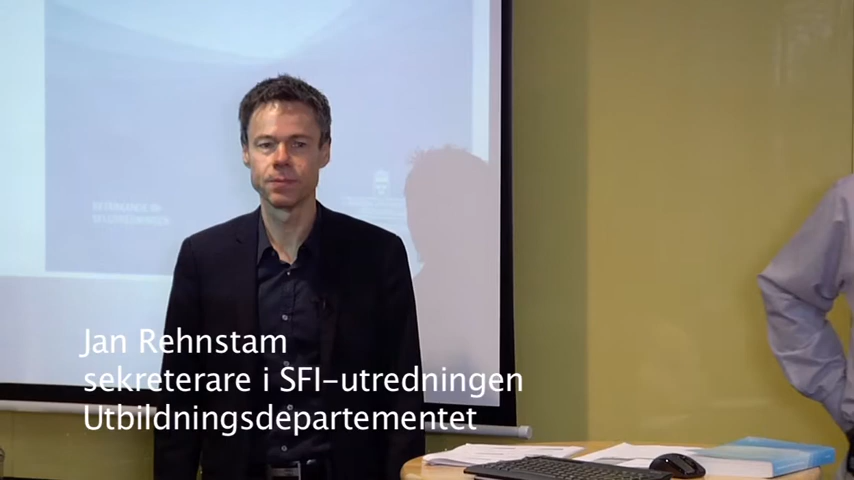 Jan Rehnstam
sekreterare i SFI-utredningen
Utbildningsdepartementet